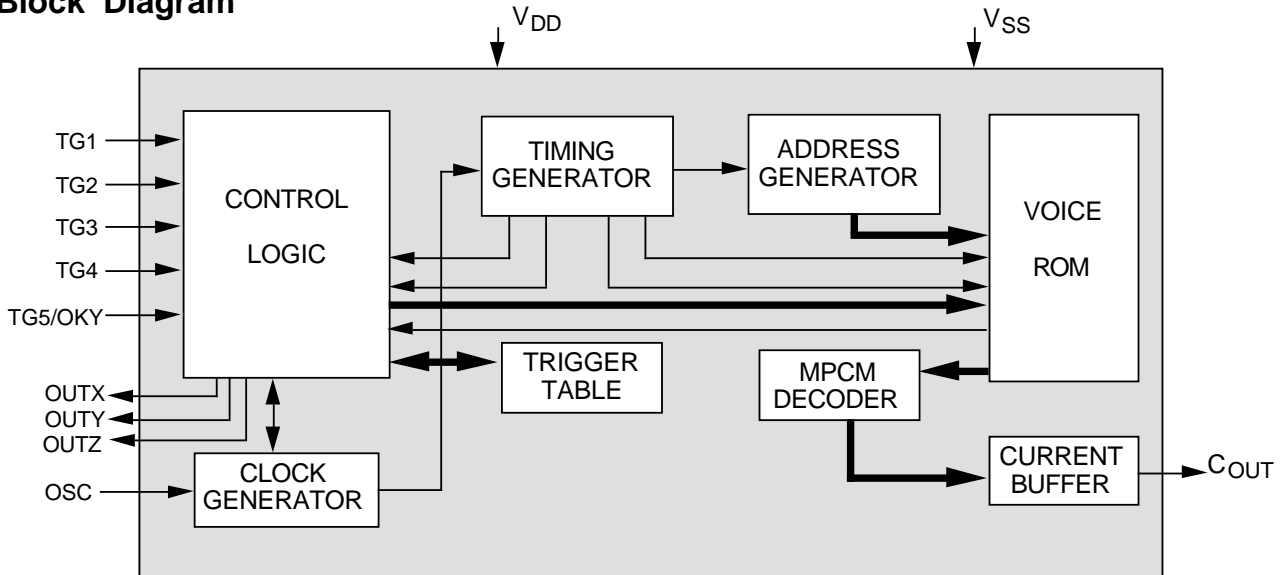 Block Diagram
VDD
VSS
TG1
TG2
TG3
TG4
TG5/OKY
OUTX
OUTY
OUTZ
OSC
CONTROL
LOGIC
TIMING
GENERATOR
ADDRESS
GENERATOR
VOICE
ROM
TRIGGER
TABLE
MPCM
DECODER
CLOCK
GENERATOR
CURRENT
BUFFER
COUT